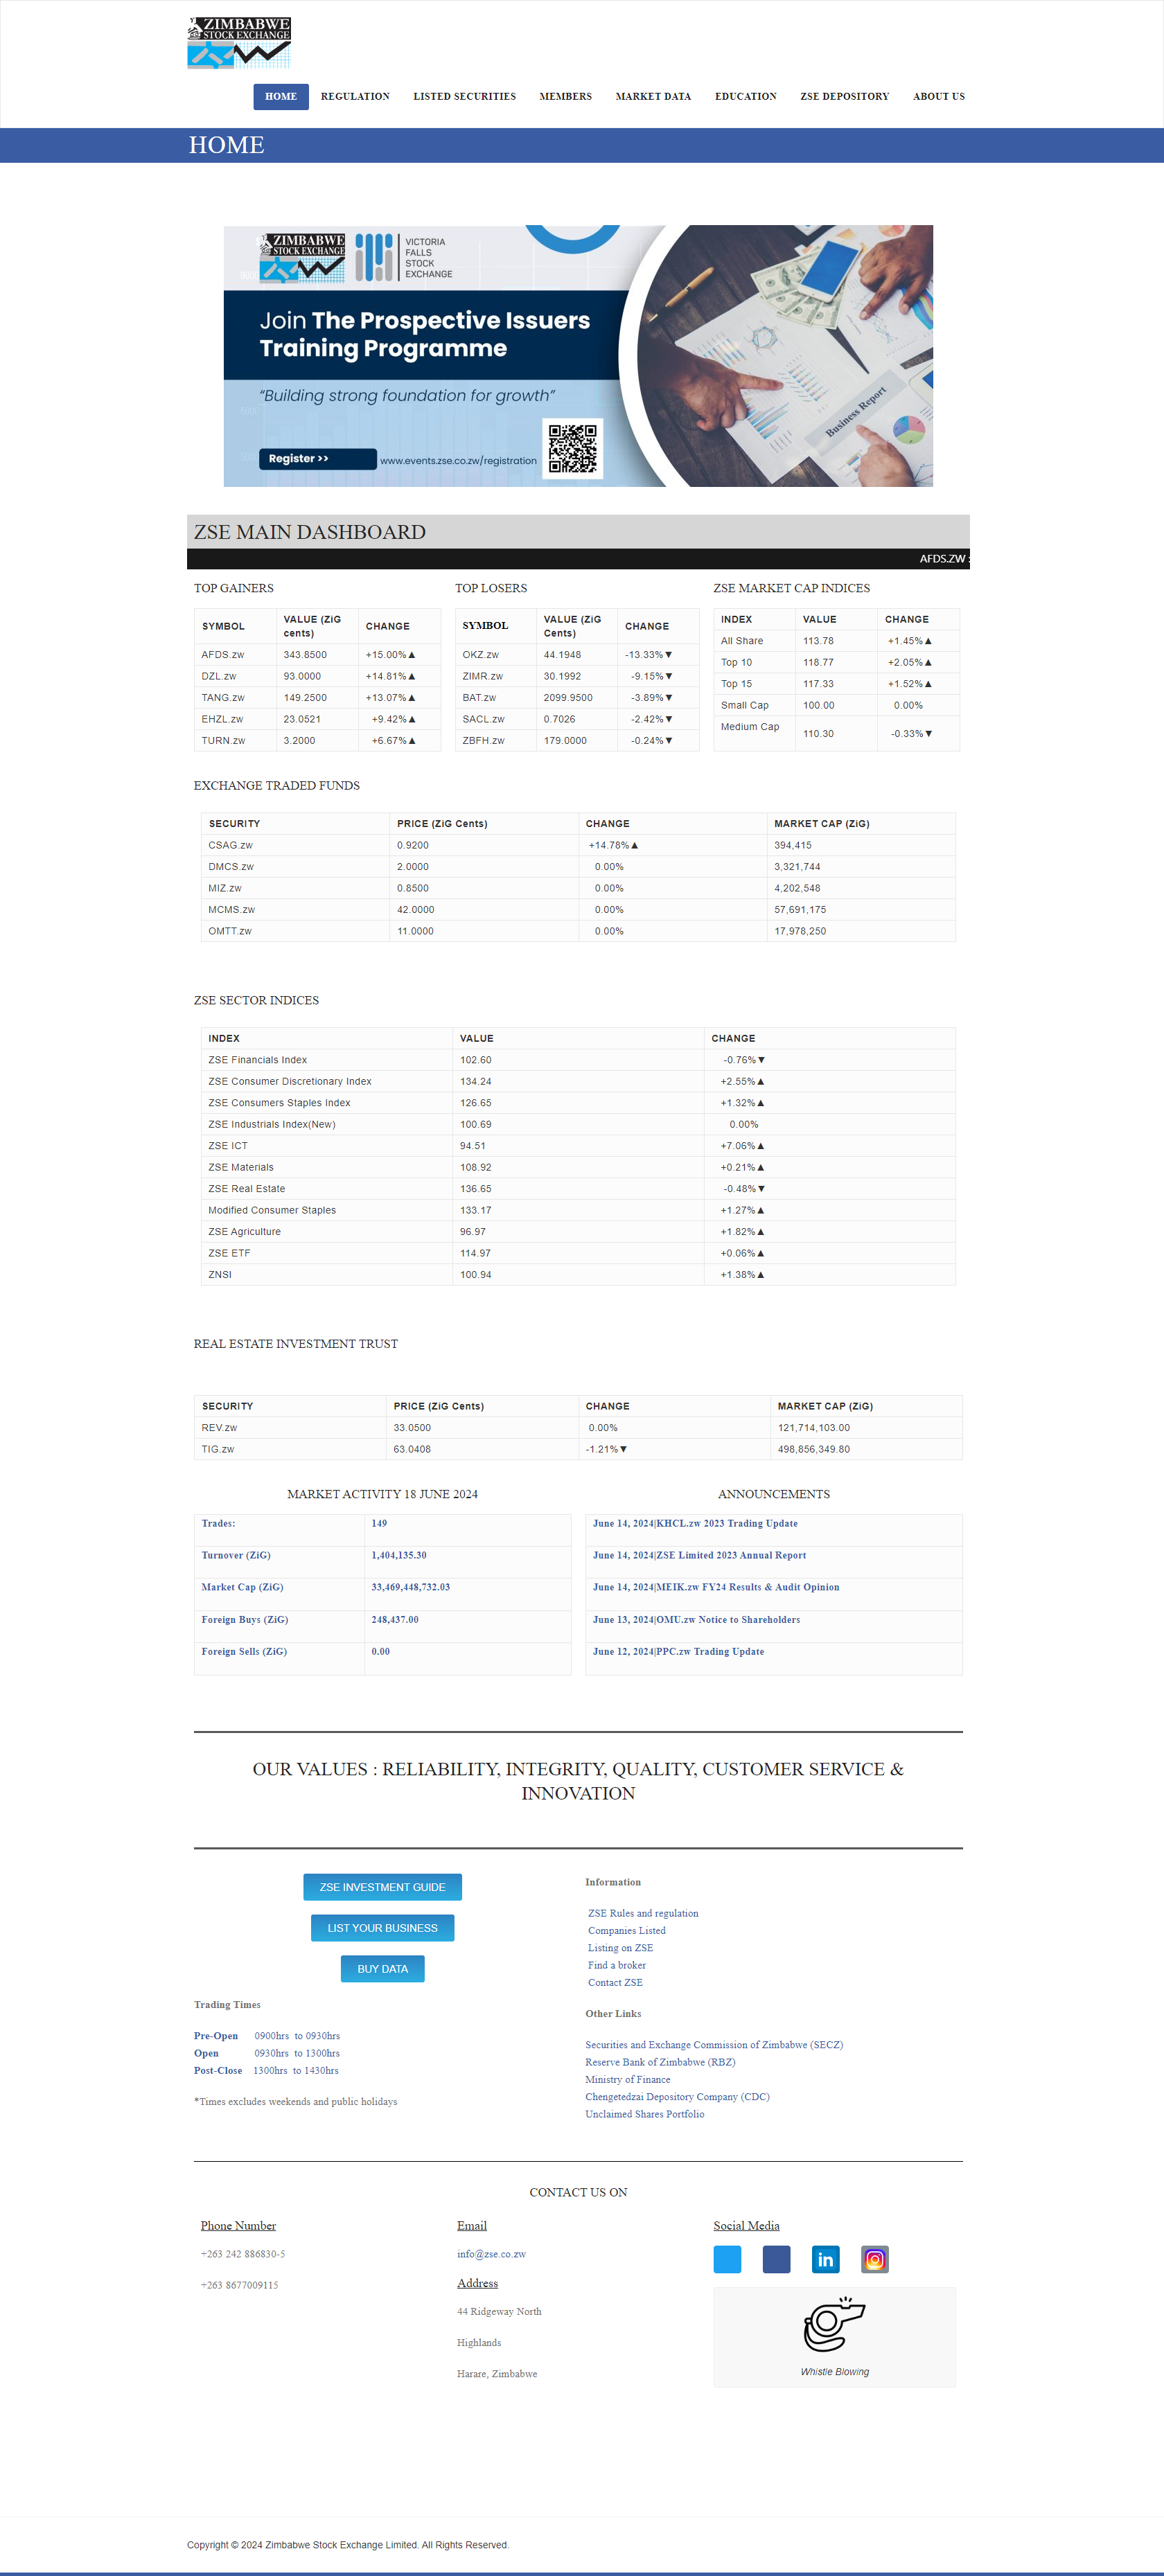 ZIMBABWE
STOCK EXCHANGE
HOME REGULATION LISTED SECURITIES MEMBERS MARKET DATA EDUCATION ZSE DEPOSITORY ABOUT US
HOME
ZIMBABWE
STOCK EXCHANGE
VICTORIA
FALLS
STOCK
EXCHANGE
Join The Prospective Issuers
Training Programme
“Building strong foundation for growth”
Register >> www.events.zse.co.zw/registration
Business Report
ZSE MAIN DASHBOARD
AFDS.ZW :
TOP GAINERS
SYMBOL VALUE (ZiG cents) CHANGE
AFDS.zw 343.8500 +15.00%▲
DZL.zw 93.0000 +14.81%▲
TANG.zw 149.2500 +13.07%▲
EHZL.zw 23.0521 +9.42%▲
TURN.zw 3.2000 +6.67%▲
TOP LOSERS
SYMBOL VALUE (ZiG Cents) CHANGE
OKZ.zw 44.1948 -13.33%▼
ZIMR.zw 30.1992 -9.15%▼
BAT.zw 2099.9500 -3.89%▼
SACL.zw 0.7026 -2.42%▼
ZBFH.zw 179.0000 -0.24%▼
ZSE MARKET CAP INDICES
INDEX VALUE CHANGE
All Share 113.78 +1.45%▲
Top 10 118.77 +2.05%▲
Top 15 117.33 +1.52%▲
Small Cap 100.00 0.00%
Medium Cap 110.30 -0.33%▼
EXCHANGE TRADED FUNDS
SECURITY PRICE (ZiG Cents) CHANGE MARKET CAP (ZiG)
CSAG.zw 0.9200 +14.78%▲ 394,415
DMCS.zw 2.0000 0.00% 3,321,744
MIZ.zw 0.8500 0.00% 4,202,548
MCMS.zw 42.0000 0.00% 57,691,175
OMTT.zw 11.0000 0.00% 17,978,250
ZSE SECTOR INDICES
INDEX VALUE CHANGE
ZSE Financials Index 102.60 -0.76%▼
ZSE Consumer Discretionary Index 134.24 +2.55%▲
ZSE Consumers Staples Index 126.65 +1.32%▲
ZSE Industrials Index(New) 100.69 0.00%
ZSE ICT 94.51 +7.06%▲
ZSE Materials 108.92 +0.21%▲
ZSE Real Estate 136.65 -0.48%▼
Modified Consumer Staples 133.17 +1.27%▲
ZSE Agriculture 96.97 +1.82%▲
ZSE ETF 114.97 +0.06%▲
ZNSI 100.94 +1.38%▲
REAL ESTATE INVESTMENT TRUST
SECURITY PRICE (ZiG Cents) CHANGE MARKET CAP (ZiG)
REV.zw 33.0500 0.00% 121,714,103.00
TIG.zw 63.0408 -1.21%▼ 498,856,349.80
MARKET ACTIVITY 18 JUNE 2024
Trades: 149
Turnover (ZiG) 1,404,135.30
Market Cap (ZiG) 33,469,448,732.03
Foreign Buys (ZiG) 248,437.00
Foreign Sells (ZiG) 0.00
ANNOUNCEMENTS
June 14, 2024|KHCL.zw 2023 Trading Update
June 14, 2024|ZSE Limited 2023 Annual Report
June 14, 2024|MEIK.zw FY24 Results & Audit Opinion
June 13, 2024|OMU.zw Notice to Shareholders
June 12, 2024|PPC.zw Trading Update
OUR VALUES : RELIABILITY, INTEGRITY, QUALITY, CUSTOMER SERVICE &
INNOVATION
ZSE INVESTMENT GUIDE
LIST YOUR BUSINESS
BUY DATA
Trading Times
Pre-Open 0900hrs to 0930hrs
Open 0930hrs to 1300hrs
Post-Close 1300hrs to 1430hrs
*Times excludes weekends and public holidays
Information
ZSE Rules and regulation
Companies Listed
Listing on ZSE
Find a broker
Contact ZSE
Other Links
Securities and Exchange Commission of Zimbabwe (SECZ)
Reserve Bank of Zimbabwe (RBZ)
Ministry of Finance
Chengetedzai Depository Company (CDC)
Unclaimed Shares Portfolio
CONTACT US ON
Phone Number
+263 242 886830-5
+263 8677009115
Email
info@zse.co.zw
Address
44 Ridgeway North
Highlands
Harare, Zimbabwe
Social Media
in
Whistle Blowing
Copyright © 2024 Zimbabwe Stock Exchange Limited. All Rights Reserved.